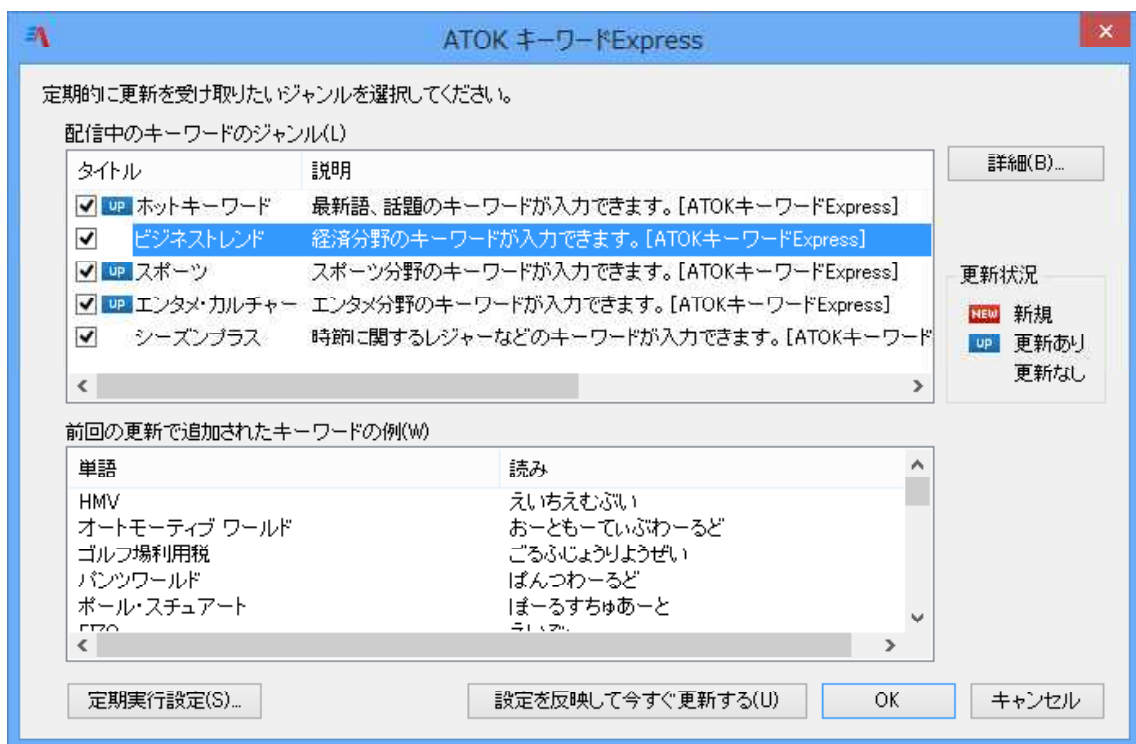 ATOK キーワードExpress
定期的に更新を受け取りたいジャンルを選択してください。
配信中のキーワードのジャンル(L)
タイトル 説明
UP ホットキーワード 最新語、話題のキーワードが入力できます。[ATOKキーワードExpress]
ビジネストレンド 経済分野のキーワードが入力できます。[ATOKキーワードExpress]
UP スポーツ スポーツ分野のキーワードが入力できます。[ATOKキーワードExpress]
UP エンタメ・カルチャー エンタメ分野のキーワードが入力できます。[ATOKキーワードExpress]
シーズンプラス 時節に関するレジャーなどのキーワードが入力できます。[ATOKキーワード
詳細(B)...
更新状況
NEW 新規
UP 更新あり
更新なし
前回の更新で追加されたキーワードの例(W)
単語 読み
HMV えいちえむぶい
オートモーティブ ワールド おーともーてぃぶわーるど
ゴルフ場利用税 ごるふじょうりようぜい
パンツワールド ぱんつわーるど
ポール・スチュアート ぽーるすちゅあーと
EIZO えいぞ
定期実行設定(S)... 設定を反映して今すぐ更新する(U) OK キャンセル